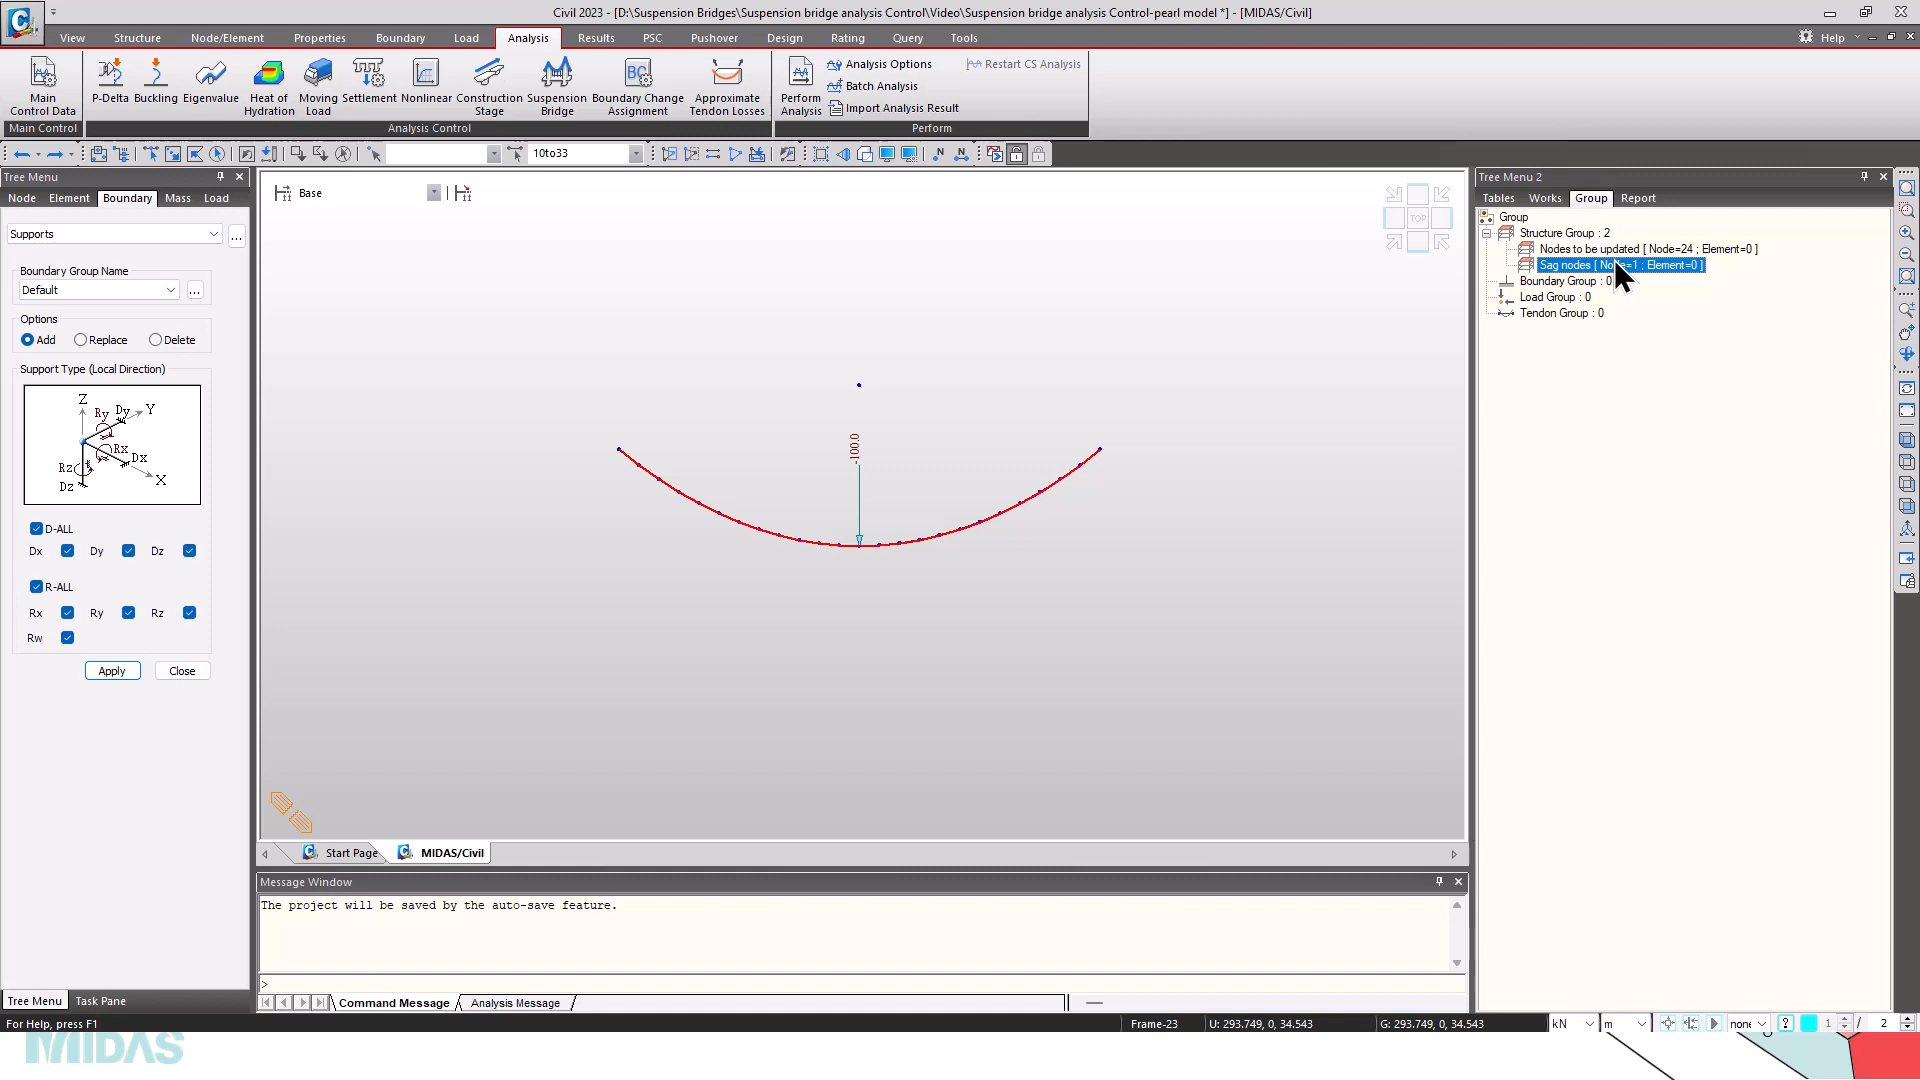 Civil 2023 - [D:\Suspension Bridges\Suspension bridge analysis Control\Video\Suspension bridge analysis Control-pearl model *] - [MIDAS/Civil]
View Structure Node/Element Properties Boundary Load Analysis Results PSC Pushover Design Rating Query Tools Help
Main Control Data
P-Delta
Buckling
Eigenvalue
Heat of Hydration
Moving Load
Settlement
Nonlinear
Construction Stage
Suspension Bridge
Boundary Change Assignment
Approximate Tendon Losses
Perform Analysis
Analysis Options
Batch Analysis
Import Analysis Result
Restart CS Analysis
Main Control
Analysis Control
Perform
10to33
Tree Menu
Node Element Boundary Mass Load
Supports
...
Boundary Group Name
Default
...
Options
Add Replace Delete
Support Type (Local Direction)
Z
Ry Dy Y
Rx Dx
Rz
Dz X
D-ALL
Dx Dy Dz
R-ALL
Rx Ry Rz
Rw
Apply Close
Tree Menu Task Pane
Base
TOP
-100.0
Start Page MIDAS/Civil
Message Window
The project will be saved by the auto-save feature.
>
Command Message Analysis Message
Tree Menu 2
Tables Works Group Report
Group
Structure Group : 2
Nodes to be updated [ Node=24 ; Element=0 ]
Sag nodes [ Node=1 ; Element=0 ]
Boundary Group : 0
Load Group : 0
Tendon Group : 0
For Help, press F1
Frame-23 U: 293.749, 0, 34.543 G: 293.749, 0, 34.543 kN m none ? 1 / 2
MIDAS